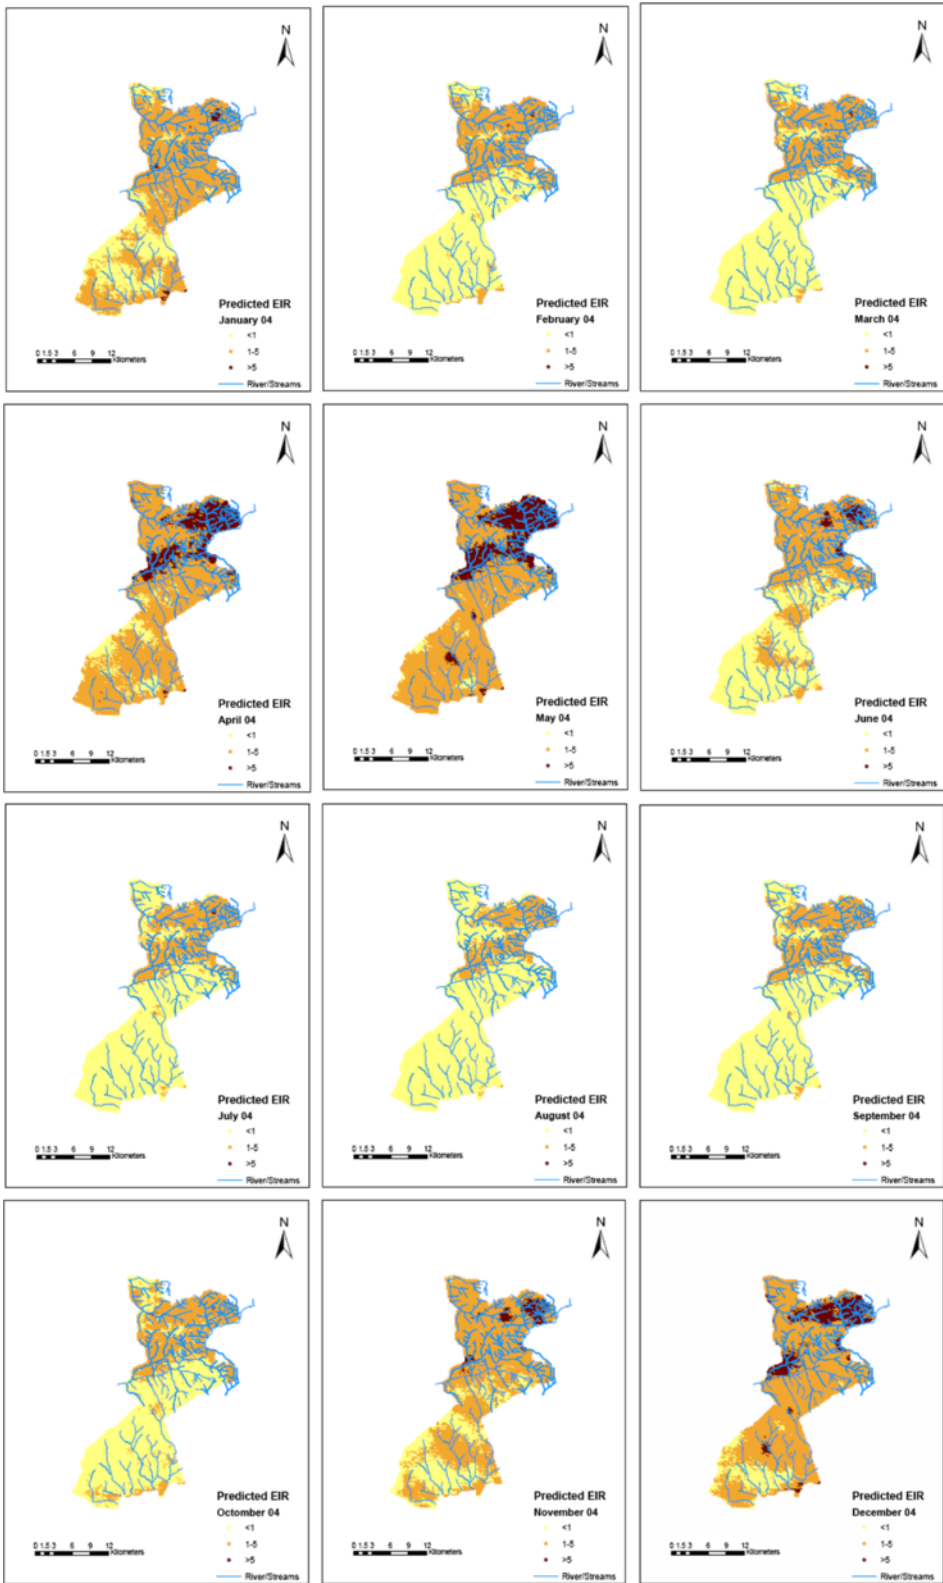 N
Predicted EIR
January 04
<1
1-5
>5
River/Streams
0 1.5 3 6 9 12
Kilometers
N
Predicted EIR
February 04
<1
1-5
>5
River/Streams
0 1.5 3 6 9 12
Kilometers
N
Predicted EIR
March 04
<1
1-5
>5
River/Streams
0 1.5 3 6 9 12
Kilometers
N
Predicted EIR
April 04
<1
1-5
>5
River/Streams
0 1.5 3 6 9 12
Kilometers
N
Predicted EIR
May 04
<1
1-5
>5
River/Streams
0 1.5 3 6 9 12
Kilometers
N
Predicted EIR
June 04
<1
1-5
>5
River/Streams
0 1.5 3 6 9 12
Kilometers
N
Predicted EIR
July 04
<1
1-5
>5
River/Streams
0 1.5 3 6 9 12
Kilometers
N
Predicted EIR
August 04
<1
1-5
>5
River/Streams
0 1.5 3 6 9 12
Kilometers
N
Predicted EIR
September 04
<1
1-5
>5
River/Streams
0 1.5 3 6 9 12
Kilometers
N
Predicted EIR
Octomber 04
<1
1-5
>5
River/Streams
0 1.5 3 6 9 12
Kilometers
N
Predicted EIR
November 04
<1
1-5
>5
River/Streams
0 1.5 3 6 9 12
Kilometers
N
Predicted EIR
December 04
<1
1-5
>5
River/Streams
0 1.5 3 6 9 12
Kilometers